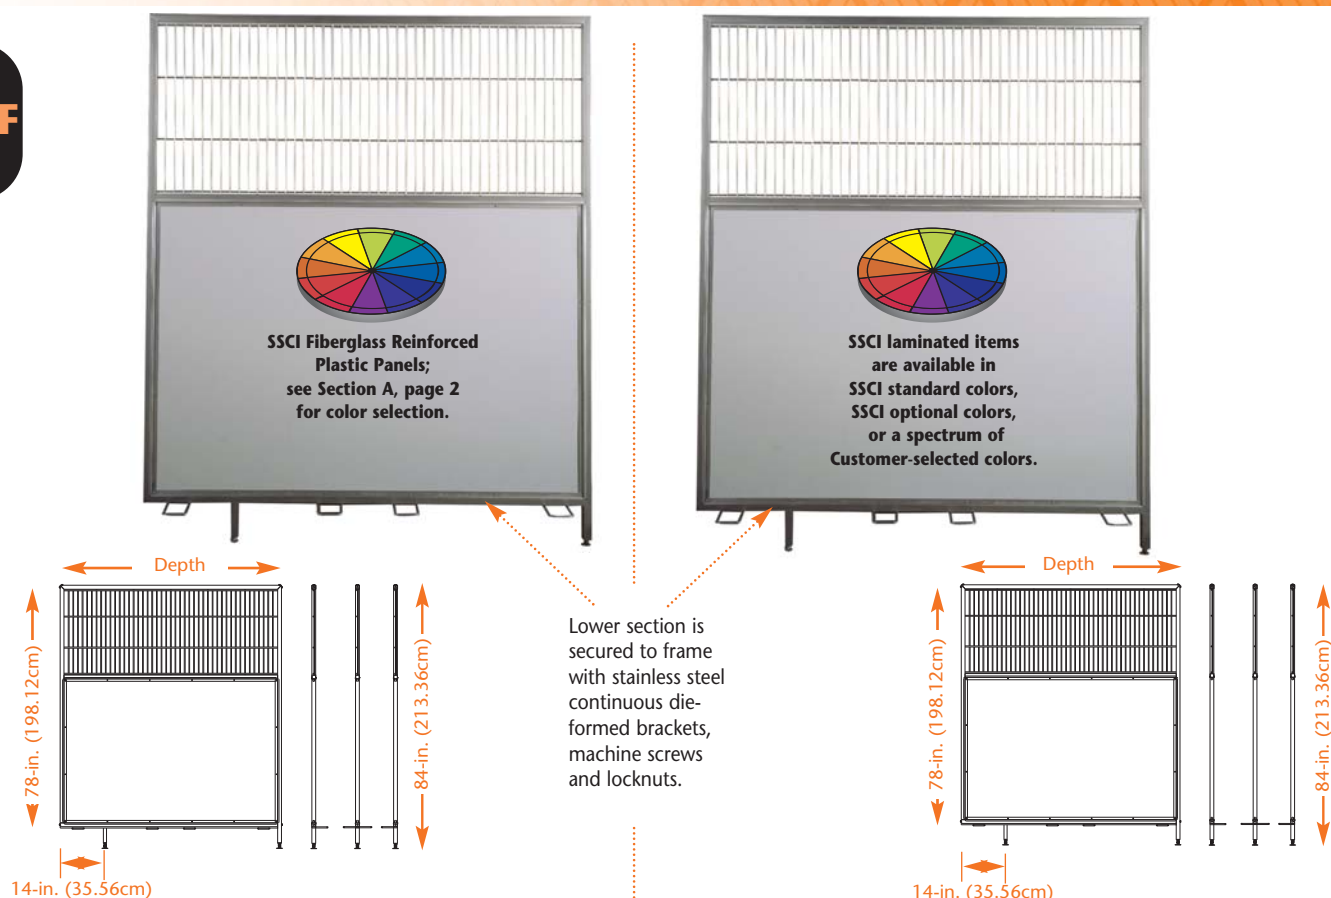 F
SSCI Fiberglass Reinforced
Plastic Panels;
see Section A, page 2
for color selection.
SSCI laminated items
are available in
SSCI standard colors,
SSCI optional colors,
or a spectrum of
Customer-selected colors.
Depth
78-in. (198.12cm)
84-in. (213.36cm)
14-in. (35.56cm)
Lower section is
secured to frame
with stainless steel
continuous die-
formed brackets,
machine screws
and locknuts.
Depth
78-in. (198.12cm)
84-in. (213.36cm)
14-in. (35.56cm)